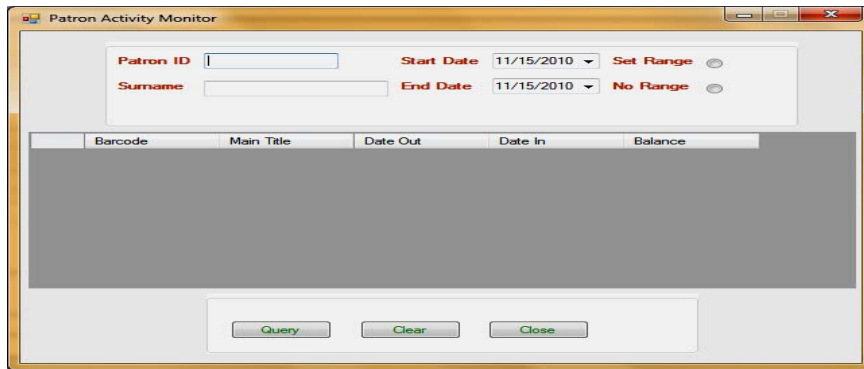 Patron Activity Monitor
Patron ID Start Date 11/15/2010 Set Range
Surname End Date 11/15/2010 No Range
Barcode Main Title Date Out Date In Balance
Query Clear Close